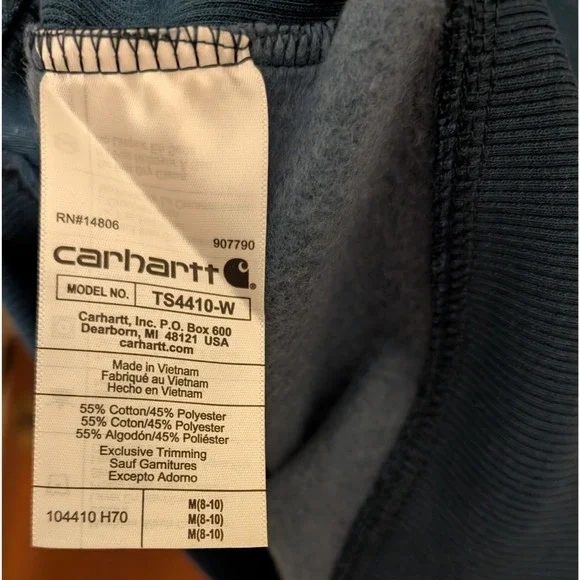 RN#14806
907790
carhartt
MODEL NO. TS4410-W
Carhartt, Inc. P.O. Box 600
Dearborn, MI 48121 USA
carhartt.com
Made in Vietnam
Fabriqué au Vietnam
Hecho en Vietnam
55% Cotton/45% Polyester
55% Coton/45% Polyester
55% Algodón/45% Poliéster
Exclusive Trimming
Sauf Garnitures
Excepto Adorno
104410 H70
M(8-10)
M(8-10)
M(8-10)